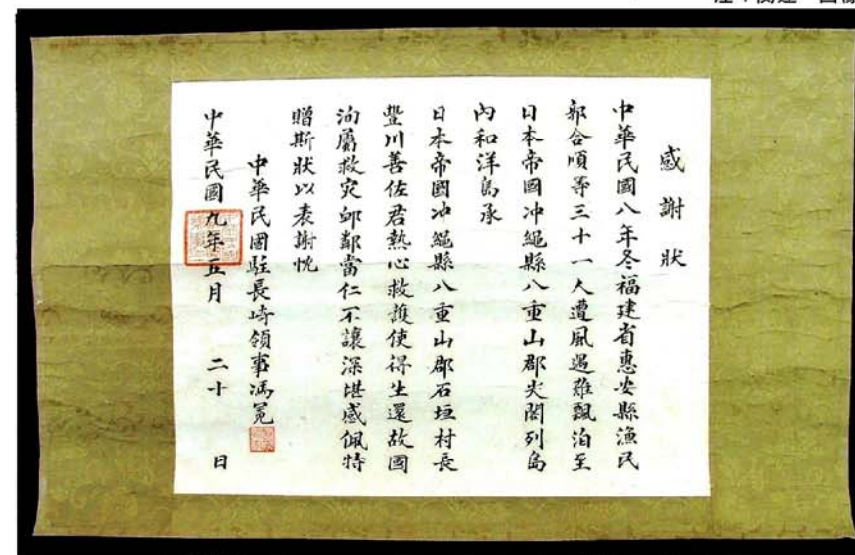 感謝狀
中華民國八年冬福建省惠安縣漁民
郭合順等三十一人遭風遇難飄泊至
日本帝國沖繩縣八重山郡尖閣列島
內和洋島承
日本帝國沖繩縣八重山郡石垣村長
豐川善佐君熱心救護使得生還故國
洵屬救災卹鄰當仁不讓深堪感佩特
贈斯狀以表謝忱
中華民國駐長崎領事馮冕
中華民國九年五月 二十 日